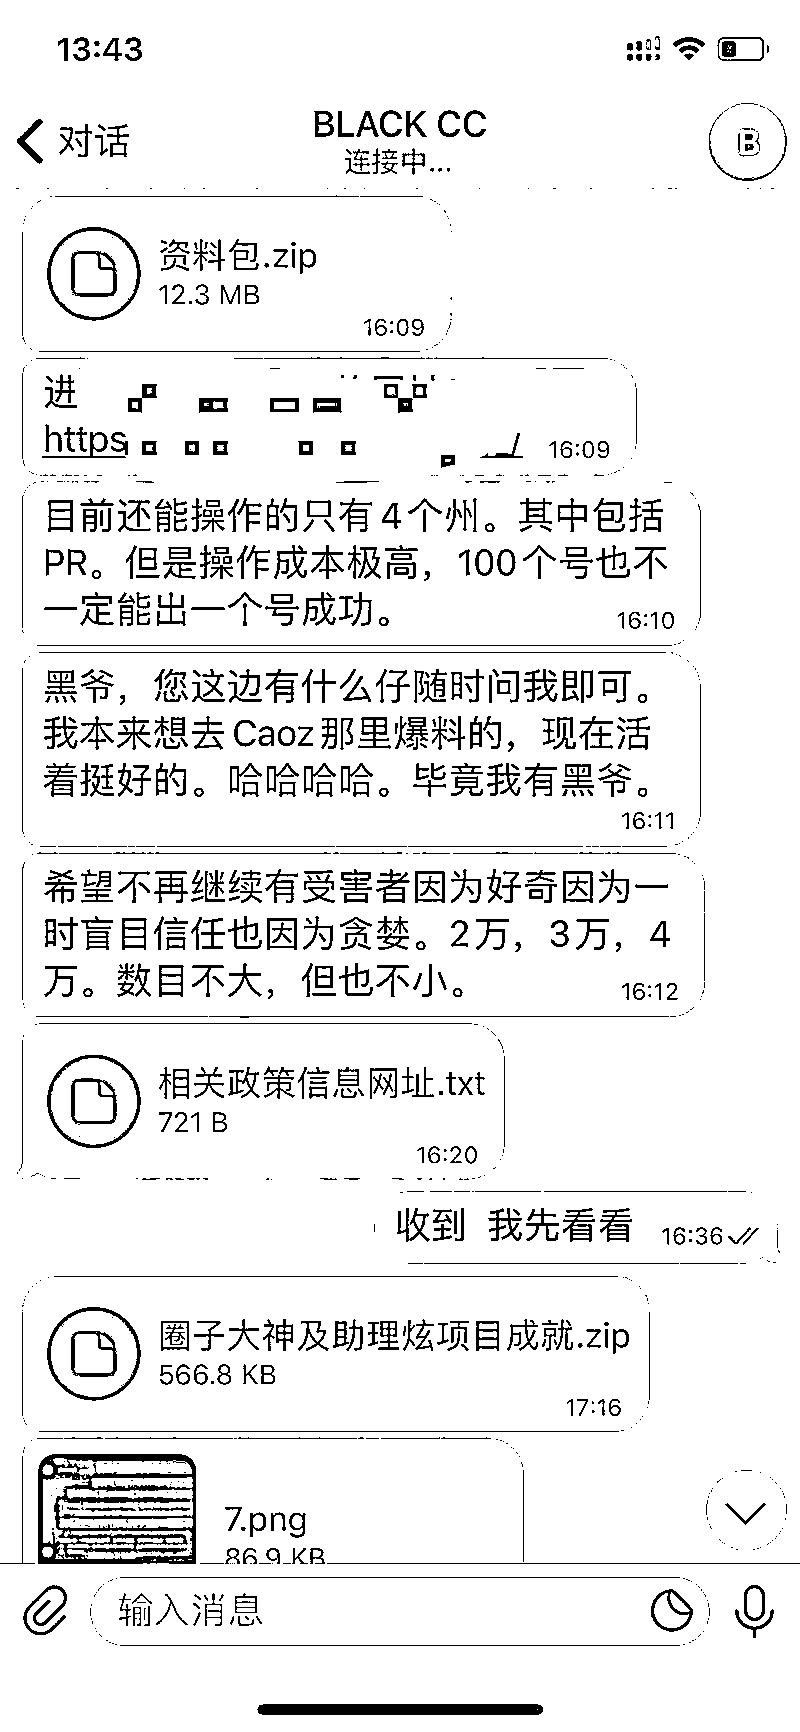 13:43
对话
BLACK CC
连接中...
B
资料包.zip
12.3 MB
16:09
进
https
16:09
目前还能操作的只有4个州。其中包括
PR。但是操作成本极高，100个号也不
一定能出一个号成功。
16:10
黑爷，您这边有什么仔随时问我即可。
我本来想去Caoz那里爆料的，现在活
着挺好的。哈哈哈哈。毕竟我有黑爷。
16:11
希望不再继续有受害者因为好奇因为一
时盲目信任也因为贪婪。2万，3万，4
万。数目不大，但也不小。
16:12
相关政策信息网址.txt
721 B
16:20
收到 我先看看
16:36
圈子大神及助理炫项目成就.zip
566.8 KB
17:16
7.png
86.9 KB
输入消息